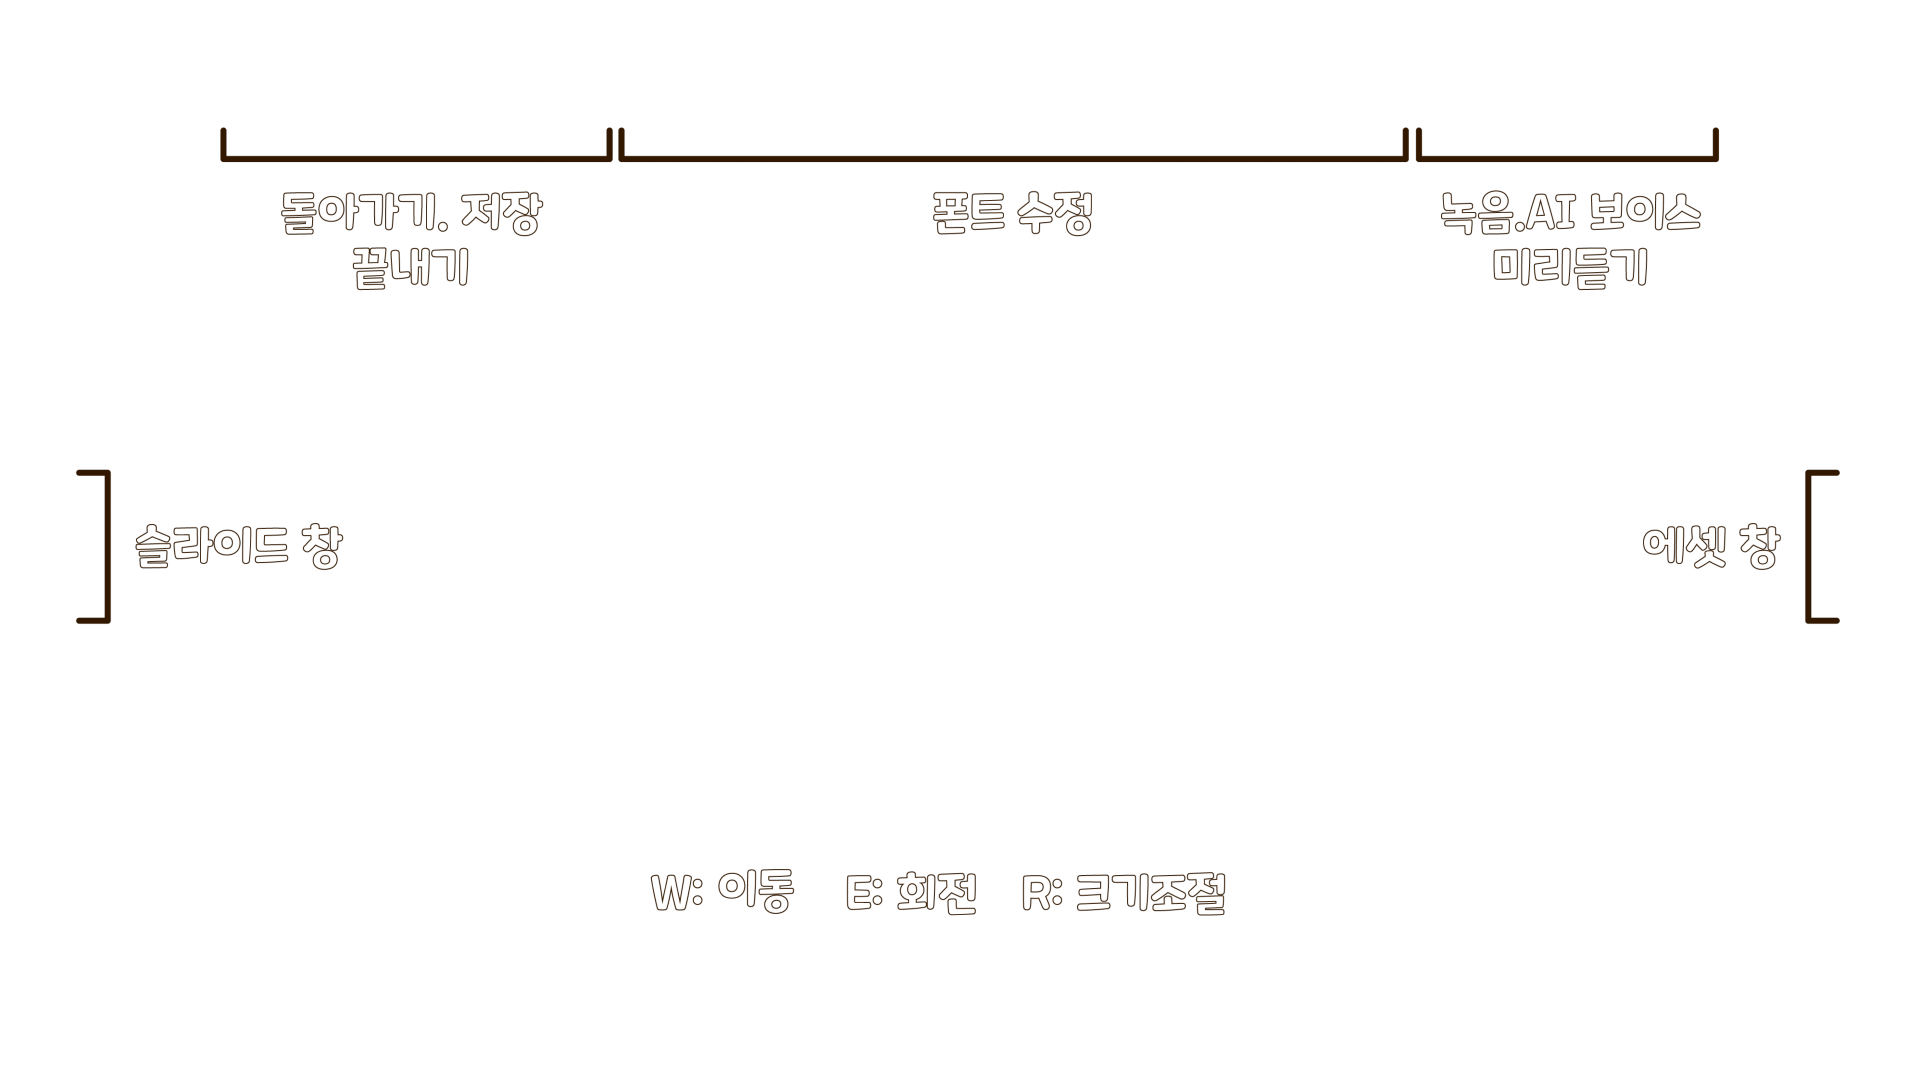 돌아가기. 저장
끝내기
폰트 수정
녹음.AI 보이스
미리듣기
슬라이드 창
에셋 창
W: 이동 E: 회전 R: 크기조절